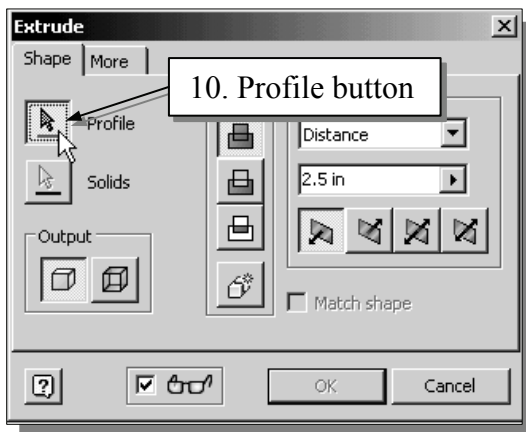 Extrude
Shape More
10. Profile button
Profile
Distance
Solids
2.5 in
Output
Match shape
OK Cancel